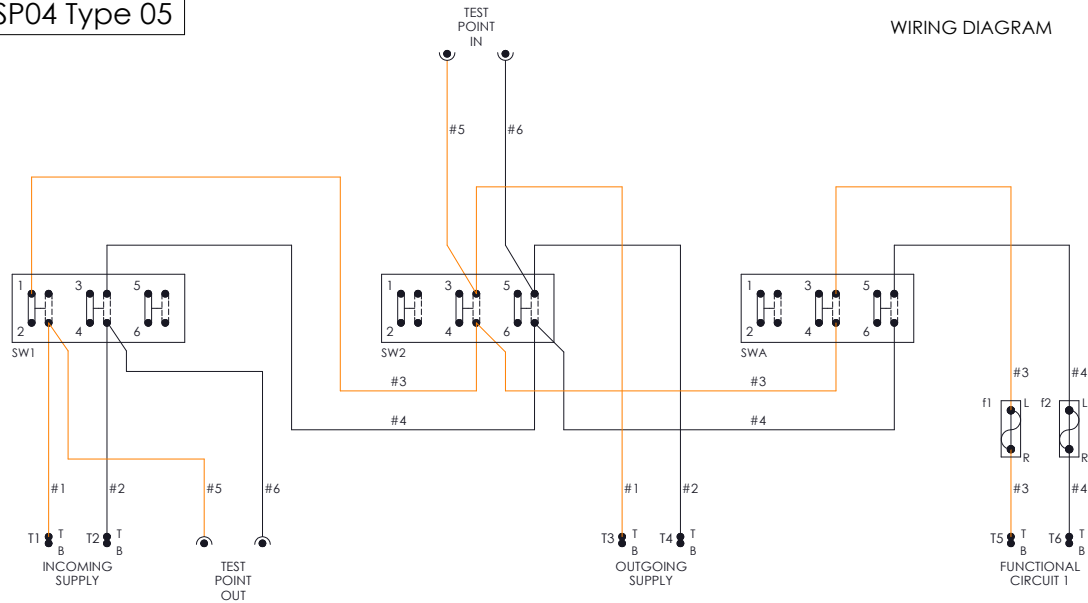 SP04 Type 05
WIRING DIAGRAM
TEST
POINT
IN
#5
#6
1
2
3
4
5
6
SW1
1
2
3
4
5
6
SW2
1
2
3
4
5
6
SWA
#3
#4
#3
#4
#3
#4
f1
L
R
f2
L
R
#1
#2
#5
#6
#1
#2
#3
#4
T1
T
B
T2
T
B
INCOMING
SUPPLY
TEST
POINT
OUT
T3
T
B
T4
T
B
OUTGOING
SUPPLY
T5
T
B
T6
T
B
FUNCTIONAL
CIRCUIT 1